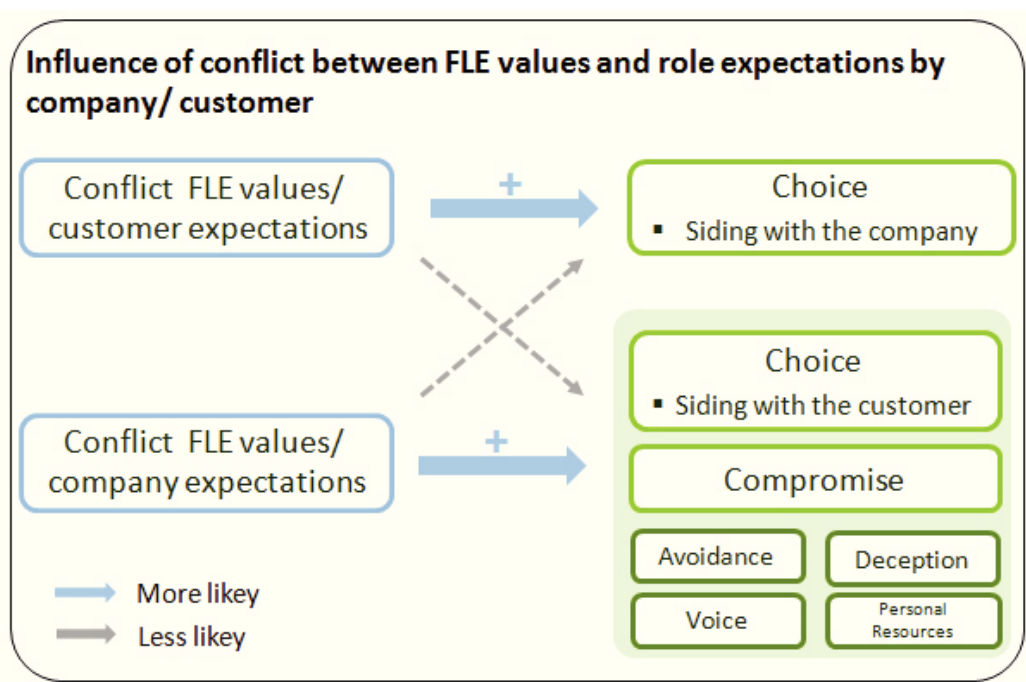 Influence of conflict between FLE values and role expectations by
company/ customer
Conflict FLE values/
customer expectations
+
Choice
▪ Siding with the company
Choice
▪ Siding with the customer
Conflict FLE values/
company expectations
+
Compromise
Avoidance
Deception
Voice
Personal
Resources
More likey
Less likey